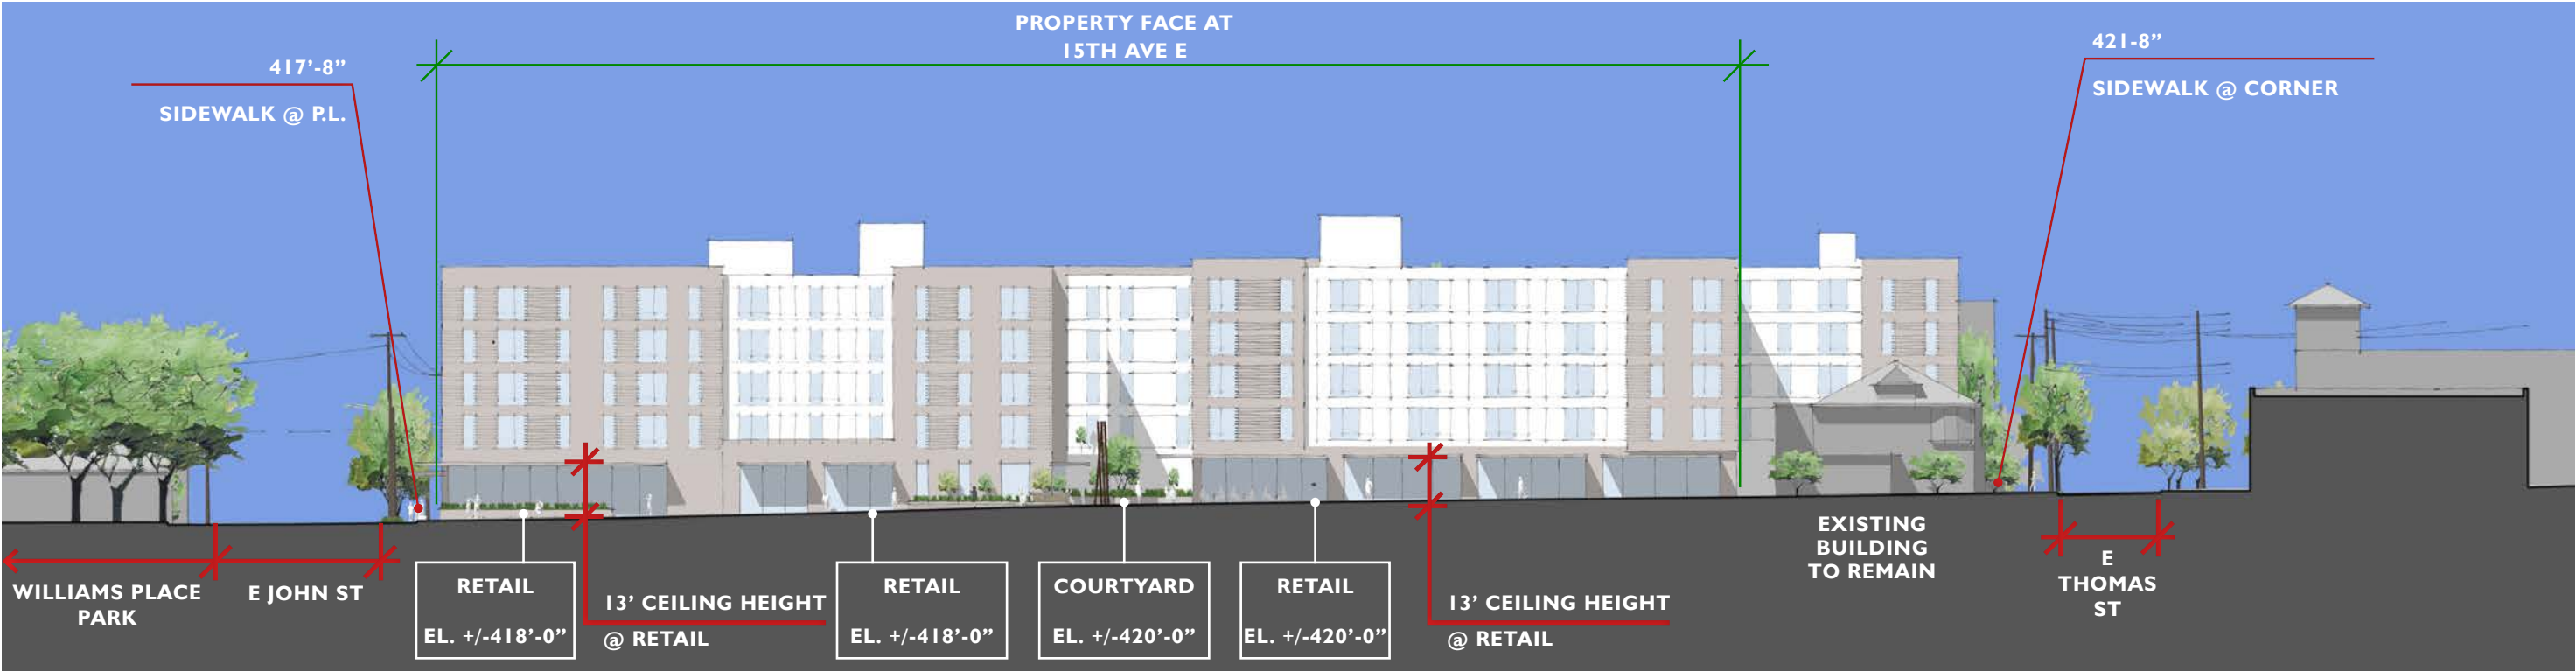 PROPERTY FACE AT
15TH AVE E
417'-8”
SIDEWALK @ P.L.
421-8”
SIDEWALK @ CORNER
WILLIAMS PLACE
PARK
E JOHN ST
RETAIL
EL. +/-418'-0”
13' CEILING HEIGHT
@ RETAIL
RETAIL
EL. +/-418'-0”
COURTYARD
EL. +/-420'-0”
RETAIL
EL. +/-420'-0”
13' CEILING HEIGHT
@ RETAIL
EXISTING
BUILDING
TO REMAIN
E
THOMAS
ST